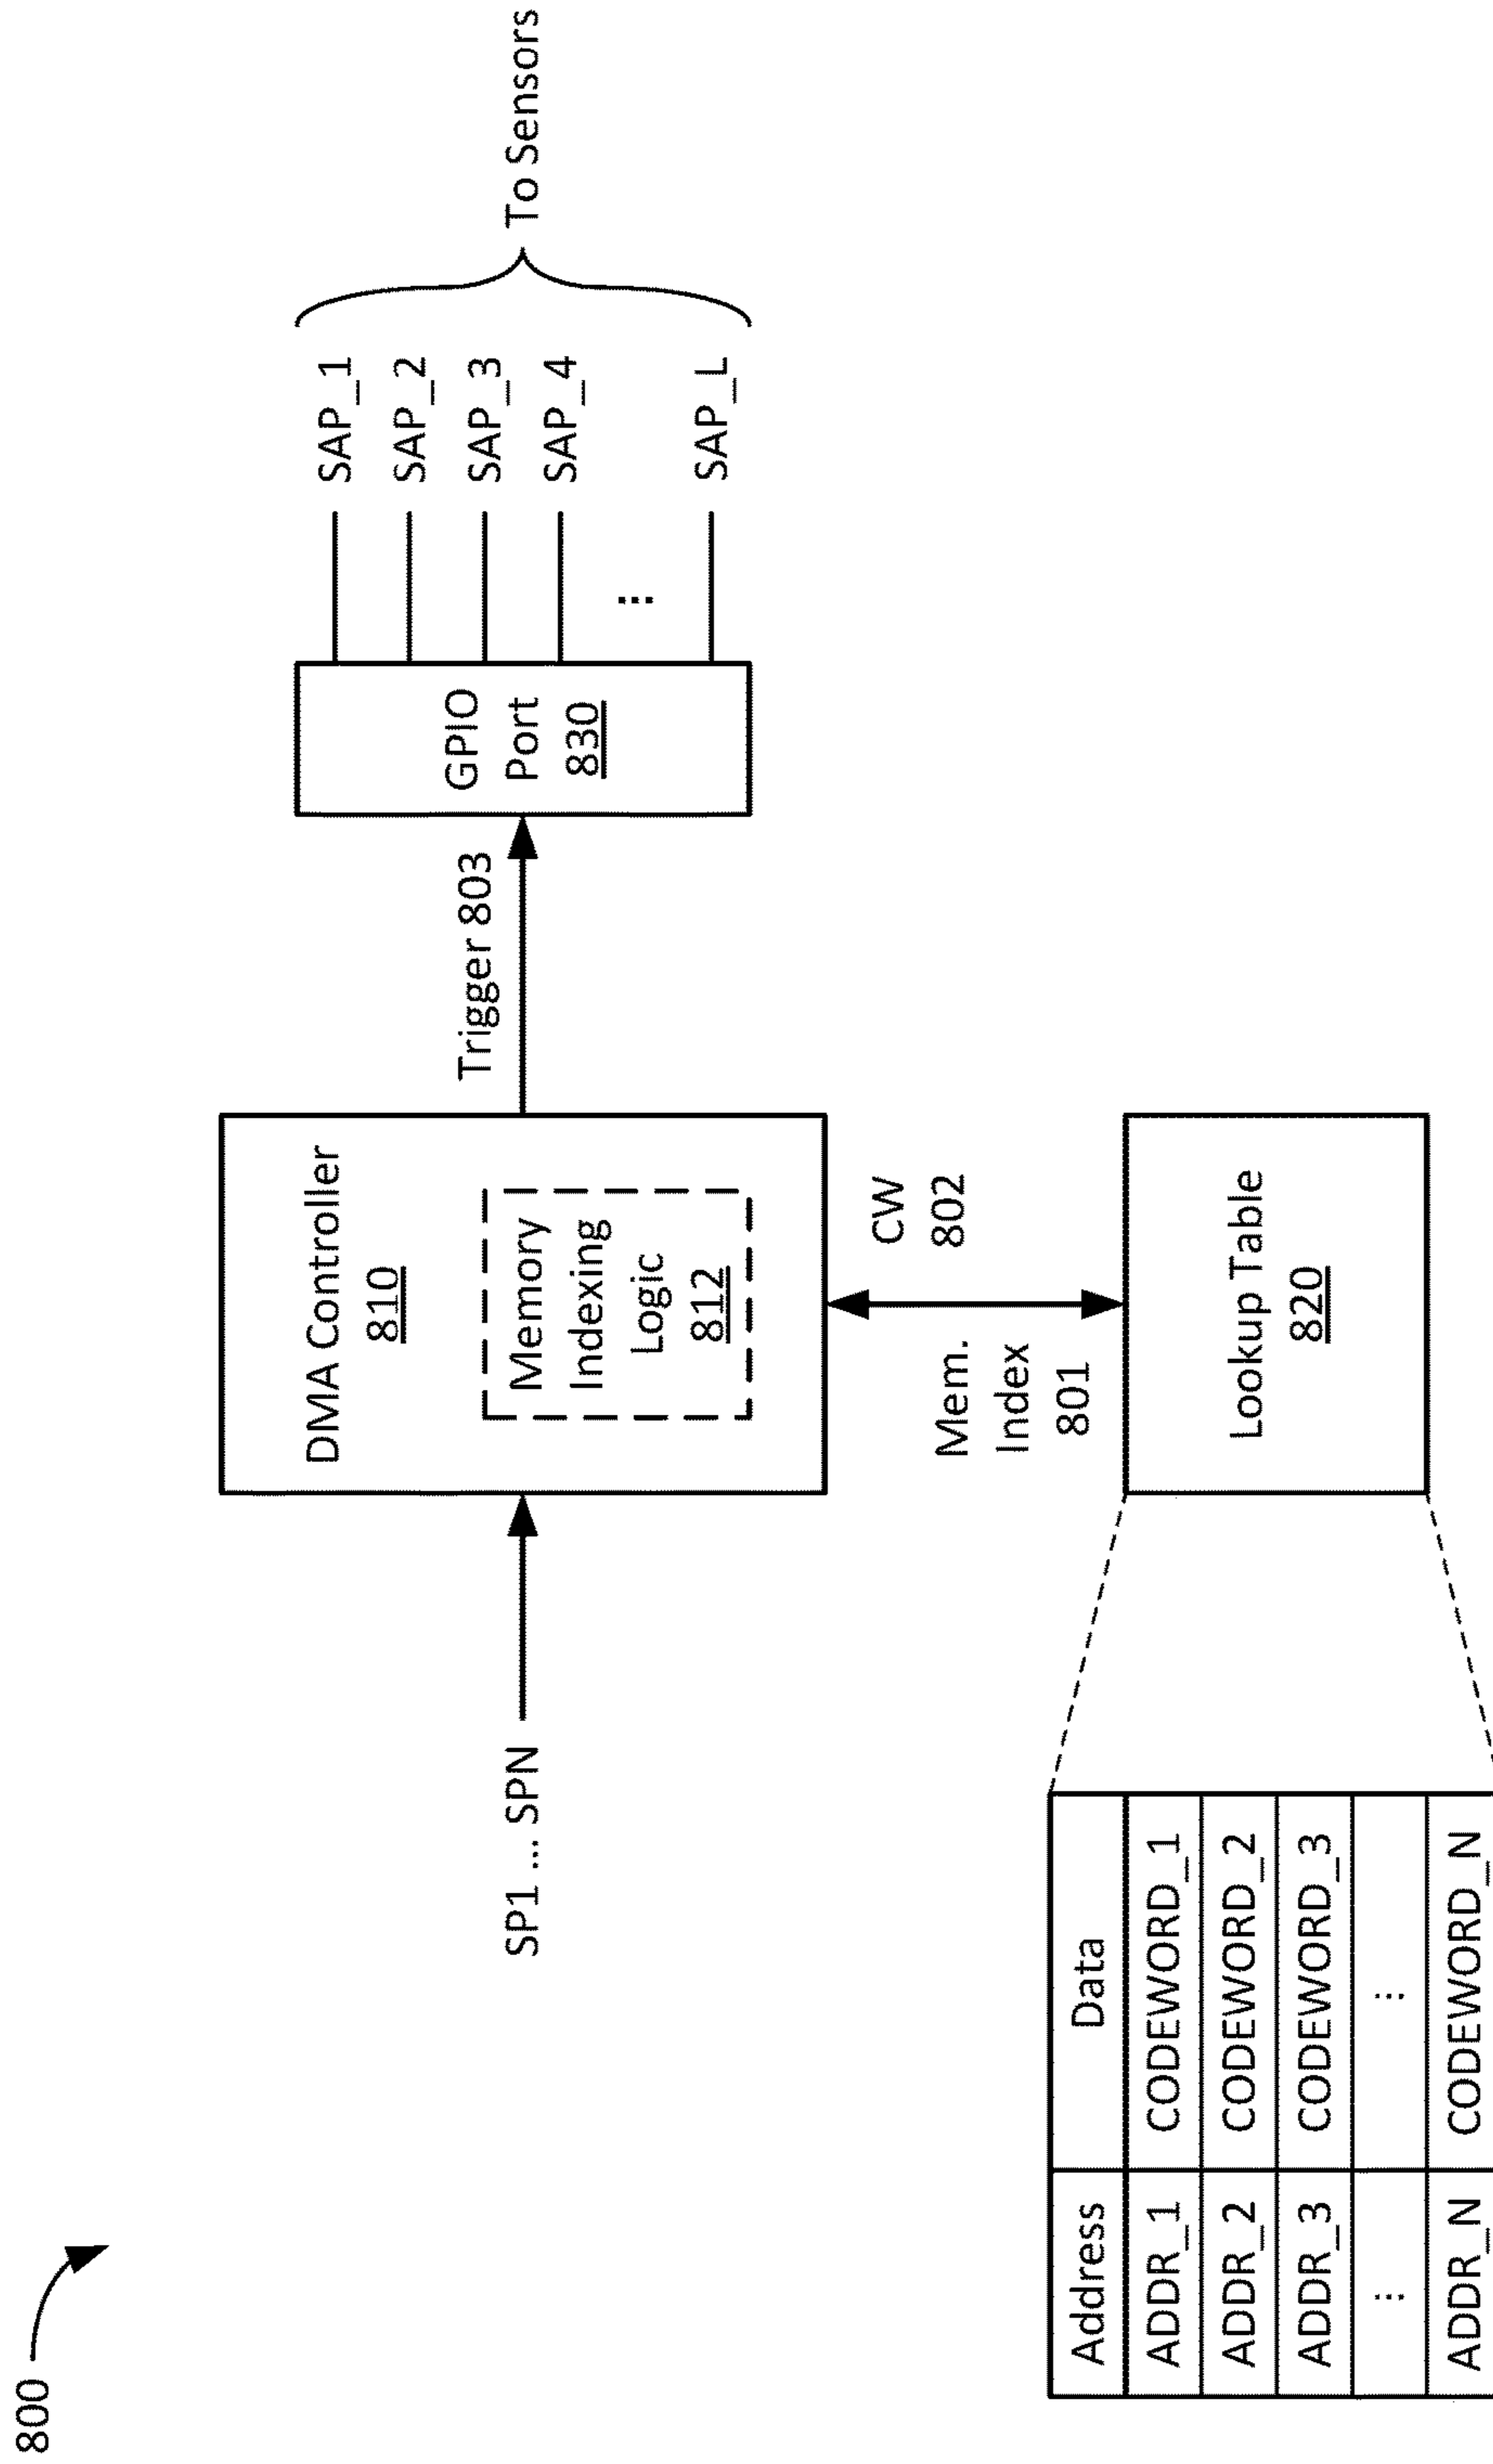 800
SP1 ... SPN
DMA Controller
810
Memory
Indexing
Logic
812
Trigger 803
GPIO
Port
830
SAP_1
SAP_2
SAP_3
SAP_4
...
SAP_L
To Sensors
Mem.
Index
801
CW
802
Lookup Table
820
Address Data
ADDR_1 CODEWORD_1
ADDR_2 CODEWORD_2
ADDR_3 CODEWORD_3
... ...
ADDR_N CODEWORD_N